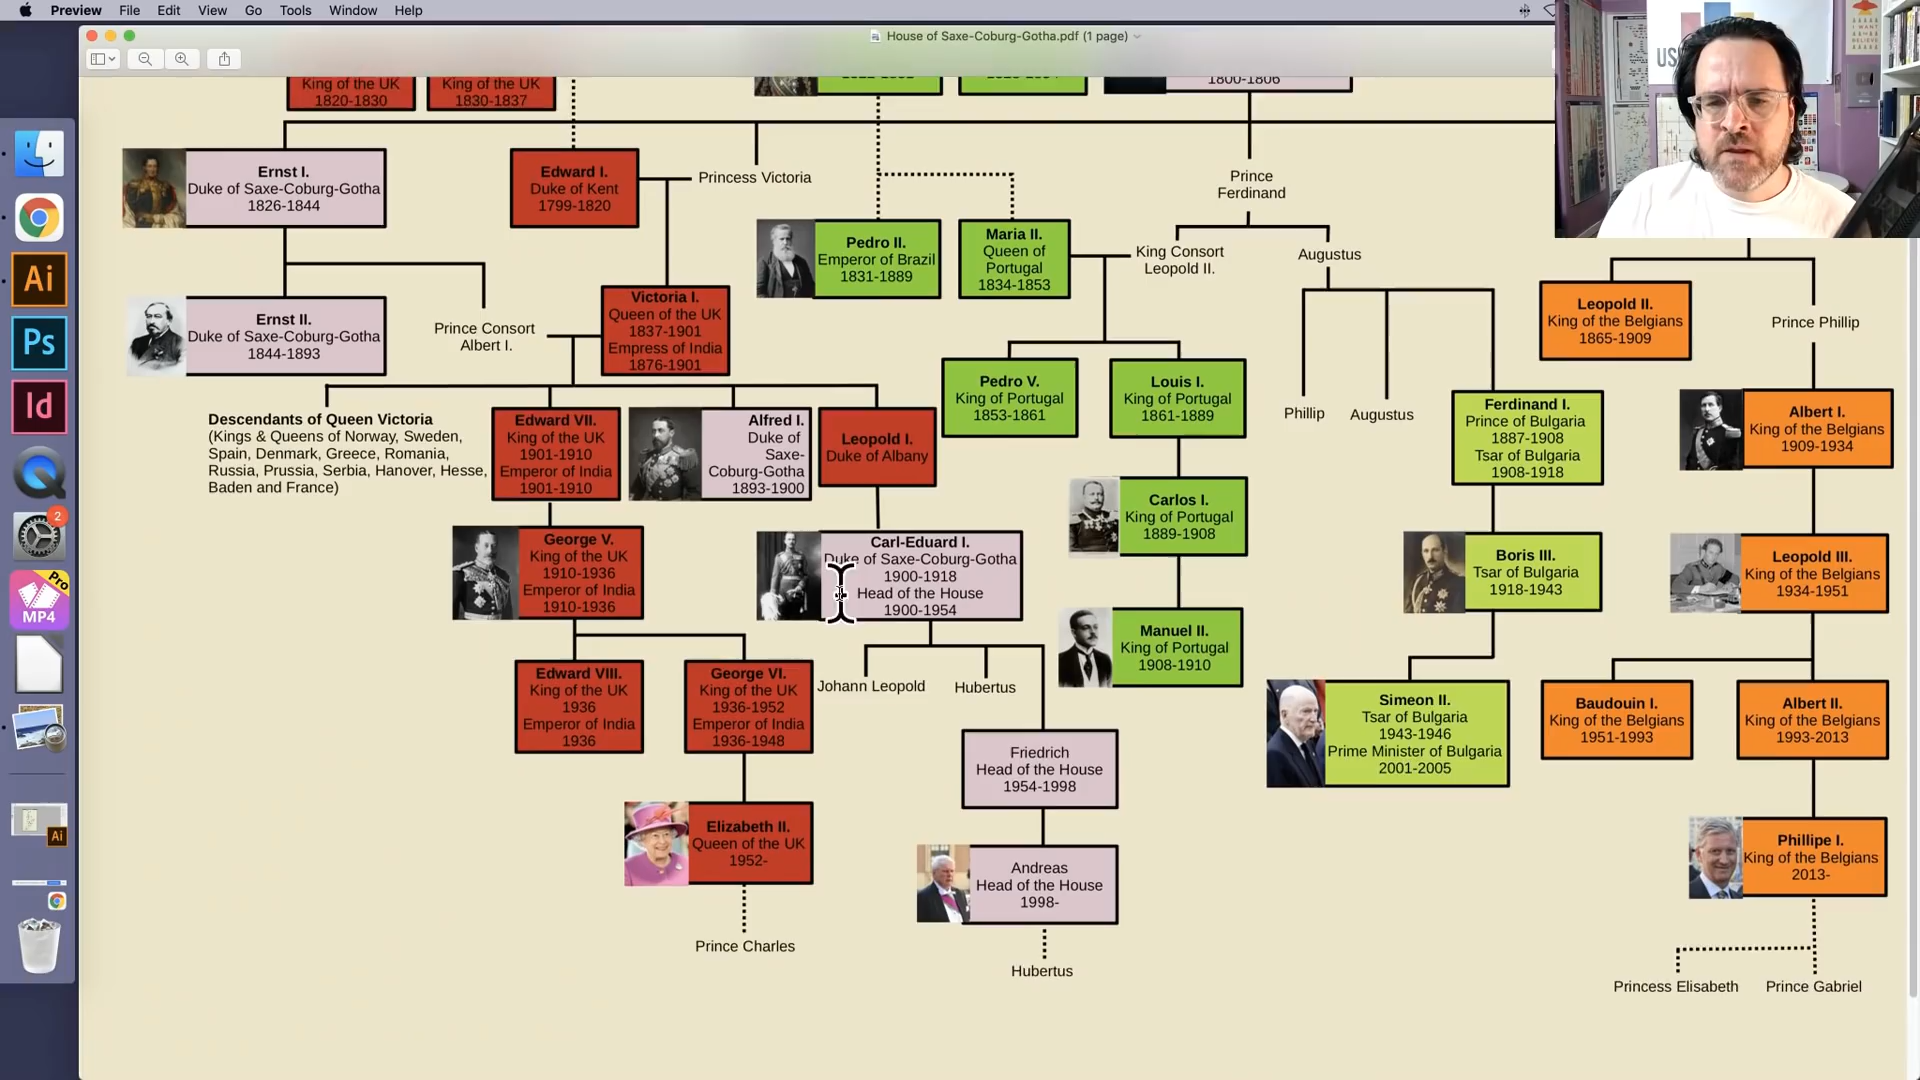 Preview File Edit View Go Tools Window Help
House of Saxe-Coburg-Gotha.pdf (1 page)
King of the UK
1820-1830
King of the UK
1830-1837
1800-1806
Ernst I.
Duke of Saxe-Coburg-Gotha
1826-1844
Edward I.
Duke of Kent
1799-1820
Princess Victoria
Prince
Ferdinand
Pedro II.
Emperor of Brazil
1831-1889
Maria II.
Queen of
Portugal
1834-1853
King Consort
Leopold II.
Augustus
Ernst II.
Duke of Saxe-Coburg-Gotha
1844-1893
Prince Consort
Albert I.
Victoria I.
Queen of the UK
1837-1901
Empress of India
1876-1901
Leopold II.
King of the Belgians
1865-1909
Prince Phillip
Descendants of Queen Victoria
(Kings & Queens of Norway, Sweden,
Spain, Denmark, Greece, Romania,
Russia, Prussia, Serbia, Hanover, Hesse,
Baden and France)
Edward VII.
King of the UK
1901-1910
Emperor of India
1901-1910
Alfred I.
Duke of
Saxe-
Coburg-Gotha
1893-1900
Leopold I.
Duke of Albany
Pedro V.
King of Portugal
1853-1861
Louis I.
King of Portugal
1861-1889
Phillip
Augustus
Ferdinand I.
Prince of Bulgaria
1887-1908
Tsar of Bulgaria
1908-1918
Albert I.
King of the Belgians
1909-1934
George V.
King of the UK
1910-1936
Emperor of India
1910-1936
Carl-Eduard I.
Duke of Saxe-Coburg-Gotha
1900-1918
Head of the House
1900-1954
Carlos I.
King of Portugal
1889-1908
Boris III.
Tsar of Bulgaria
1918-1943
Leopold III.
King of the Belgians
1934-1951
Edward VIII.
King of the UK
1936
Emperor of India
1936
George VI.
King of the UK
1936-1952
Emperor of India
1936-1948
Johann Leopold
Hubertus
Manuel II.
King of Portugal
1908-1910
Simeon II.
Tsar of Bulgaria
1943-1946
Prime Minister of Bulgaria
2001-2005
Baudouin I.
King of the Belgians
1951-1993
Albert II.
King of the Belgians
1993-2013
Friedrich
Head of the House
1954-1998
Elizabeth II.
Queen of the UK
1952-
Andreas
Head of the House
1998-
Phillipe I.
King of the Belgians
2013-
Prince Charles
Hubertus
Princess Elisabeth
Prince Gabriel
Ai
Ps
Id
2
Pro
MP4
Ai
US
I WANT
BELIEVE